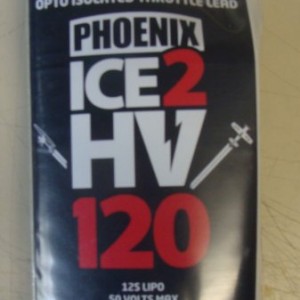 OPTO ISOLATED THROTTLE LEAD
PHOENIX
ICE2
HV
120
12S LIPO
50 VOLTS MAX